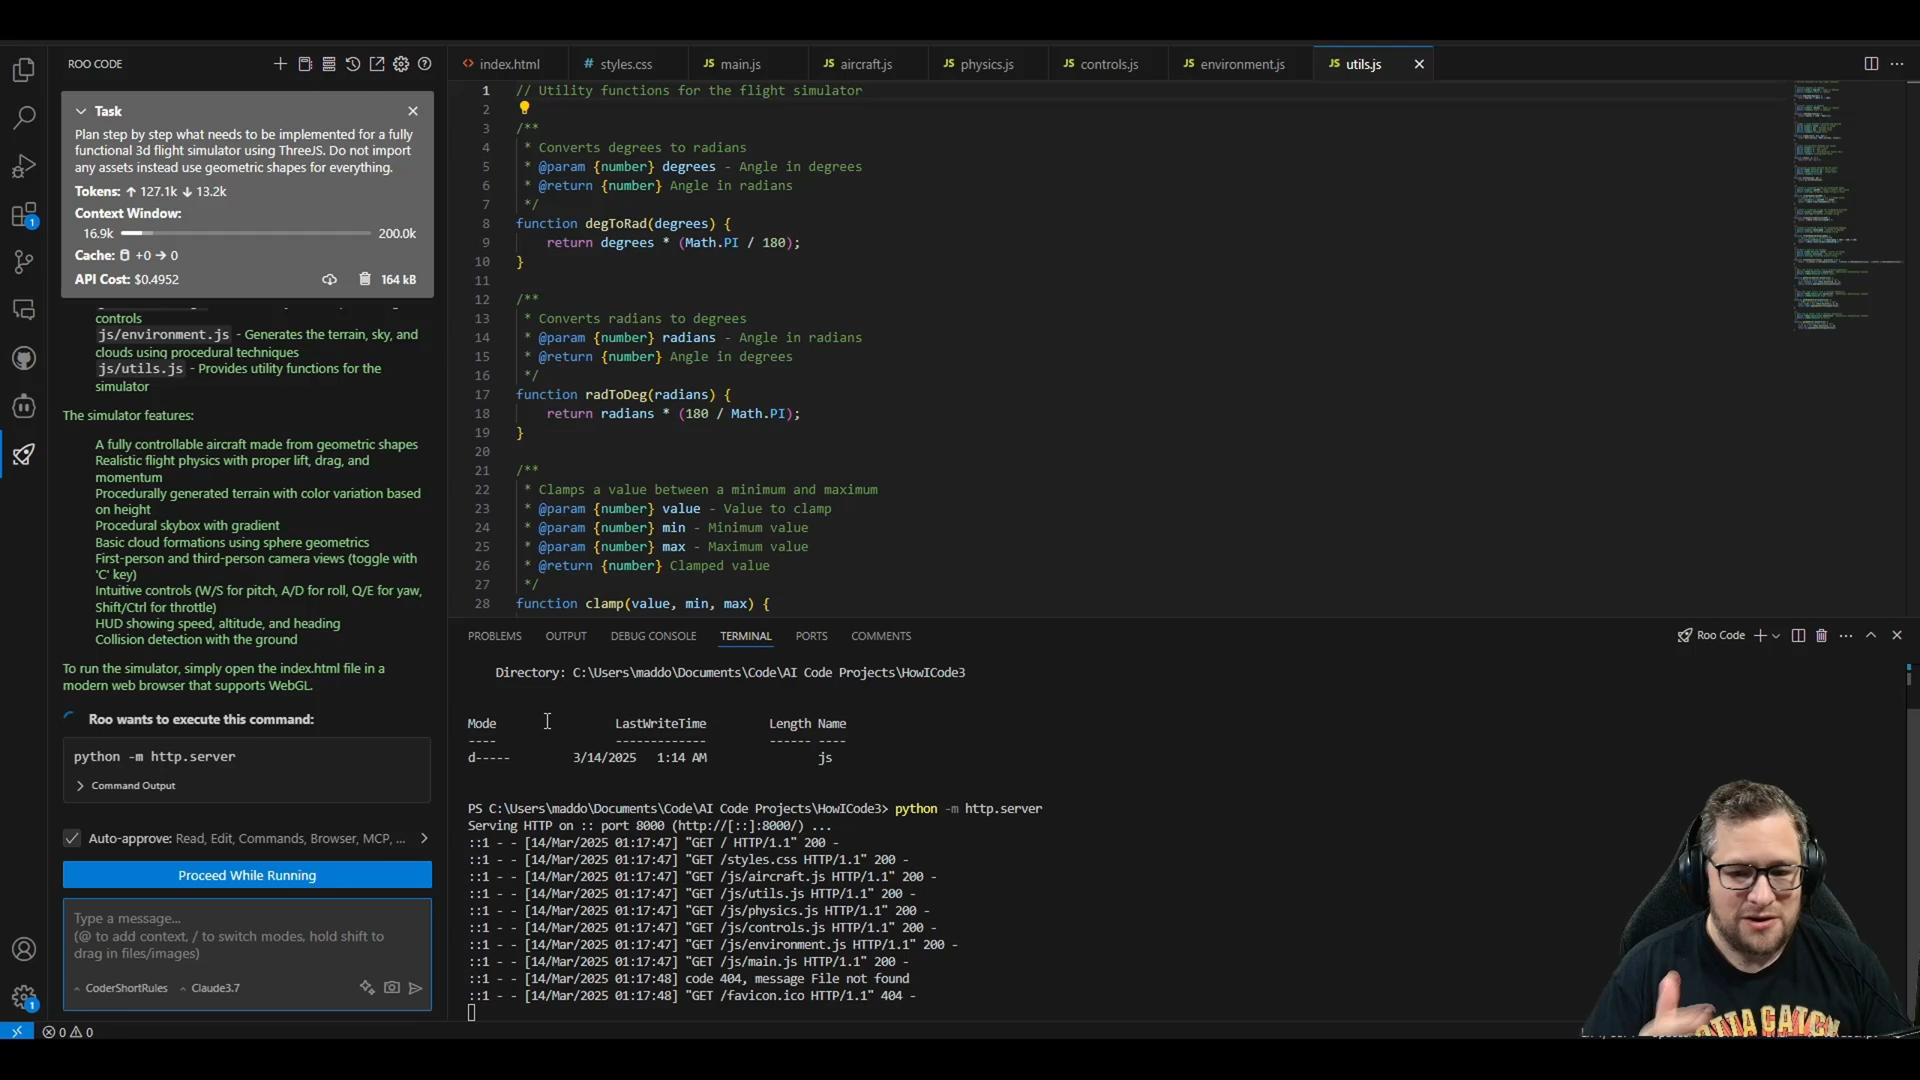 ROO CODE
Task
Plan step by step what needs to be implemented for a fully
functional 3d flight simulator using ThreeJS. Do not import
any assets instead use geometric shapes for everything.
Tokens: ↑ 127.1k ↓ 13.2k
Context Window:
16.9k 200.0k
Cache: +0 → 0
API Cost: $0.4952 164 kB
controls
js/environment.js - Generates the terrain, sky, and
clouds using procedural techniques
js/utils.js - Provides utility functions for the
simulator
The simulator features:
A fully controllable aircraft made from geometric shapes
Realistic flight physics with proper lift, drag, and
momentum
Procedurally generated terrain with color variation based
on height
Procedural skybox with gradient
Basic cloud formations using sphere geometrics
First-person and third-person camera views (toggle with
'C' key)
Intuitive controls (W/S for pitch, A/D for roll, Q/E for yaw,
Shift/Ctrl for throttle)
HUD showing speed, altitude, and heading
Collision detection with the ground
To run the simulator, simply open the index.html file in a
modern web browser that supports WebGL.
Roo wants to execute this command:
python -m http.server
Command Output
Auto-approve: Read, Edit, Commands, Browser, MCP, ...
Proceed While Running
Type a message...
(@ to add context, / to switch modes, hold shift to
drag in files/images)
CoderShortRules Claude3.7
1
1
0 0
index.html # styles.css JS main.js JS aircraft.js JS physics.js JS controls.js JS environment.js JS utils.js
1 // Utility functions for the flight simulator
2
3 /**
4 * Converts degrees to radians
5 * @param {number} degrees - Angle in degrees
6 * @return {number} Angle in radians
7 */
8 function degToRad(degrees) {
9 return degrees * (Math.PI / 180);
10 }
11
12 /**
13 * Converts radians to degrees
14 * @param {number} radians - Angle in radians
15 * @return {number} Angle in degrees
16 */
17 function radToDeg(radians) {
18 return radians * (180 / Math.PI);
19 }
20
21 /**
22 * Clamps a value between a minimum and maximum
23 * @param {number} value - Value to clamp
24 * @param {number} min - Minimum value
25 * @param {number} max - Maximum value
26 * @return {number} Clamped value
27 */
28 function clamp(value, min, max) {
PROBLEMS OUTPUT DEBUG CONSOLE TERMINAL PORTS COMMENTS Roo Code
Directory: C:\Users\maddo\Documents\Code\AI Code Projects\HowICode3
Mode LastWriteTime Length Name
---- ------------- ------ ----
d----- 3/14/2025 1:14 AM js
PS C:\Users\maddo\Documents\Code\AI Code Projects\HowICode3> python -m http.server
Serving HTTP on :: port 8000 (http://[::]:8000/) ...
::1 - - [14/Mar/2025 01:17:47] "GET / HTTP/1.1" 200 -
::1 - - [14/Mar/2025 01:17:47] "GET /styles.css HTTP/1.1" 200 -
::1 - - [14/Mar/2025 01:17:47] "GET /js/aircraft.js HTTP/1.1" 200 -
::1 - - [14/Mar/2025 01:17:47] "GET /js/utils.js HTTP/1.1" 200 -
::1 - - [14/Mar/2025 01:17:47] "GET /js/physics.js HTTP/1.1" 200 -
::1 - - [14/Mar/2025 01:17:47] "GET /js/controls.js HTTP/1.1" 200 -
::1 - - [14/Mar/2025 01:17:47] "GET /js/environment.js HTTP/1.1" 200 -
::1 - - [14/Mar/2025 01:17:47] "GET /js/main.js HTTP/1.1" 200 -
::1 - - [14/Mar/2025 01:17:48] code 404, message File not found
::1 - - [14/Mar/2025 01:17:48] "GET /favicon.ico HTTP/1.1" 404 -